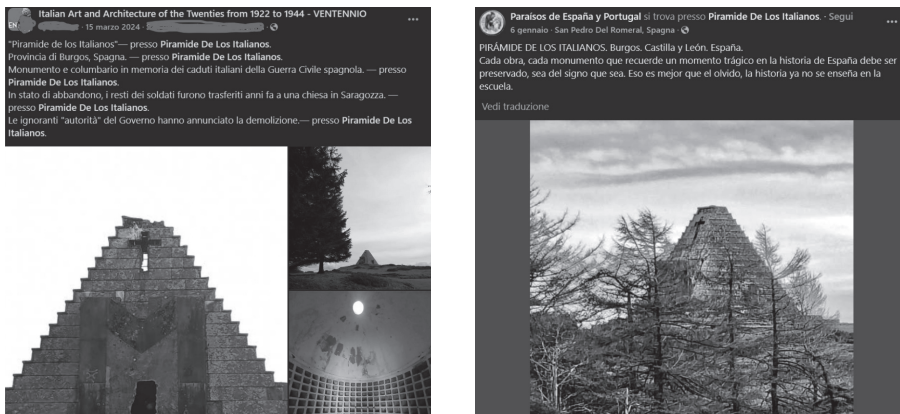 Italian Art and Architecture of the Twenties from 1922 to 1944 - VENTENNIO
EN
· 15 marzo 2024 ·
"Piramide de los Italianos"— presso Piramide De Los Italianos.
Provincia di Burgos, Spagna. — presso Piramide De Los Italianos.
Monumento e columbario in memoria dei caduti italiani della Guerra Civile spagnola. — presso
Piramide De Los Italianos.
In stato di abbandono, i resti dei soldati furono trasferiti anni fa a una chiesa in Saragozza. —
presso Piramide De Los Italianos.
Le ignoranti "autorità" del Governo hanno annunciato la demolizione.— presso Piramide De Los
Italianos.
Paraísos de España y Portugal si trova presso Piramide De Los Italianos. · Segui
6 gennaio · San Pedro Del Romeral, Spagna ·
PIRÁMIDE DE LOS ITALIANOS. Burgos. Castilla y León. España.
Cada obra, cada monumento que recuerde un momento trágico en la historia de España debe ser
preservado, sea del signo que sea. Eso es mejor que el olvido, la historia ya no se enseña en la
escuela.
Vedi traduzione